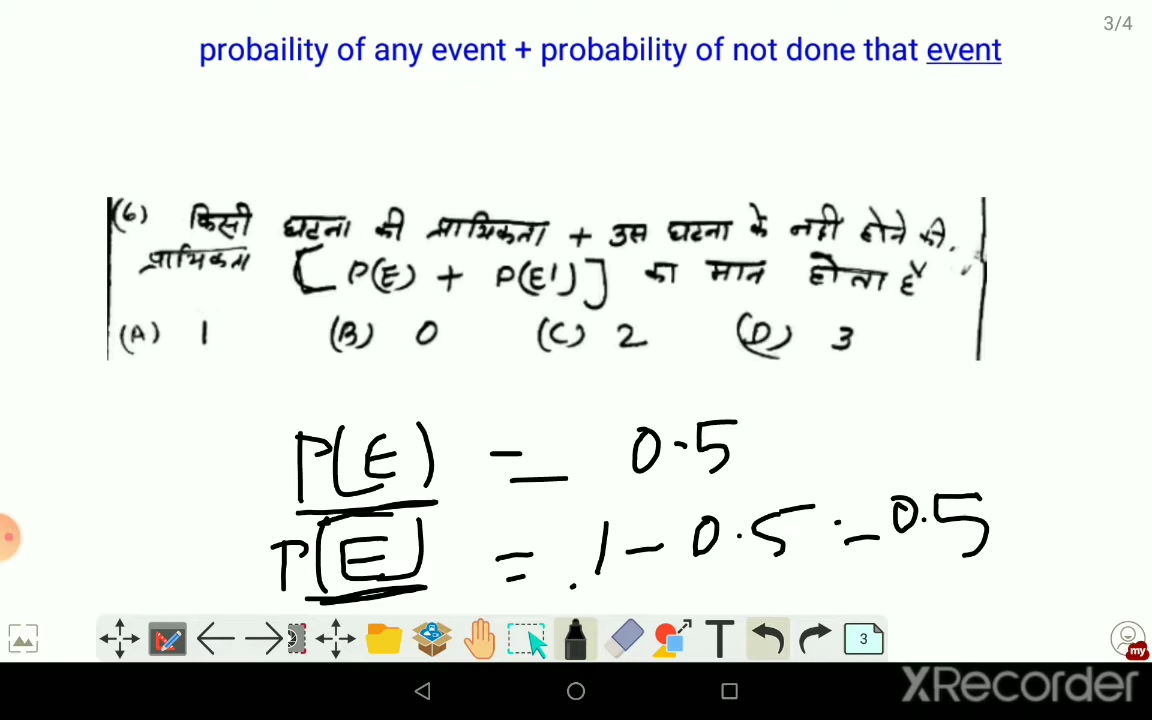 3/4
probaility of any event + probability of not done that event
(6) किसी घटना की प्रायिकता + उस घटना के नही होने की
प्रायिकता [P(E) + P(E')] का मान होता है
(A) 1 (B) 0 (C) 2 (D) 3
P(E) = 0.5
P(E̅) = 1 - 0.5 = 0.5
3
my
XRecorder